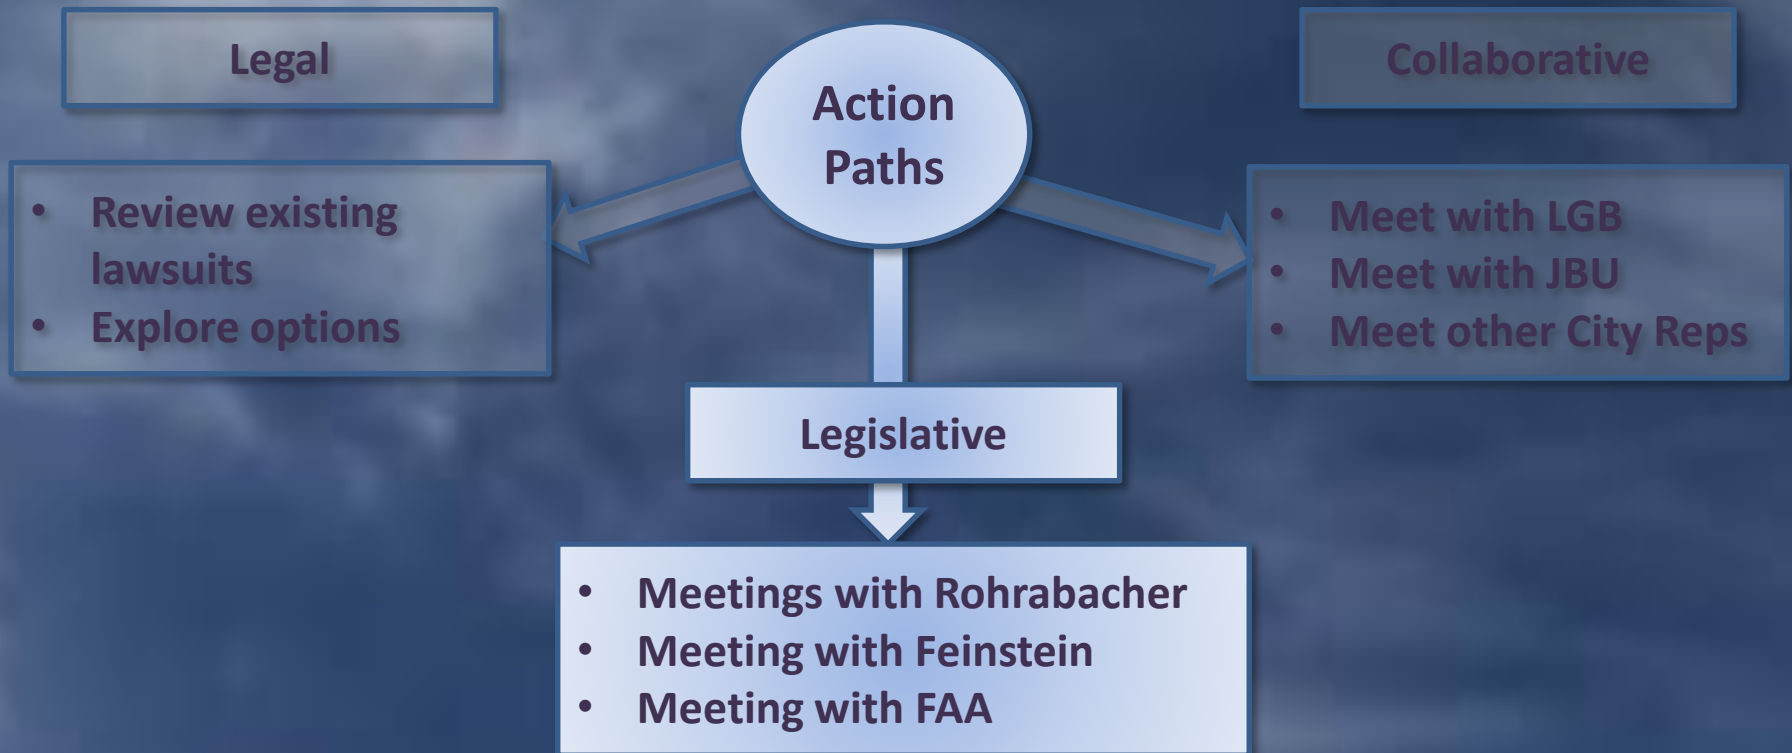 Legal
Action
Paths
Collaborative
• Review existing
lawsuits
• Explore options
• Meet with LGB
• Meet with JBU
• Meet other City Reps
Legislative
• Meetings with Rohrabacher
• Meeting with Feinstein
• Meeting with FAA